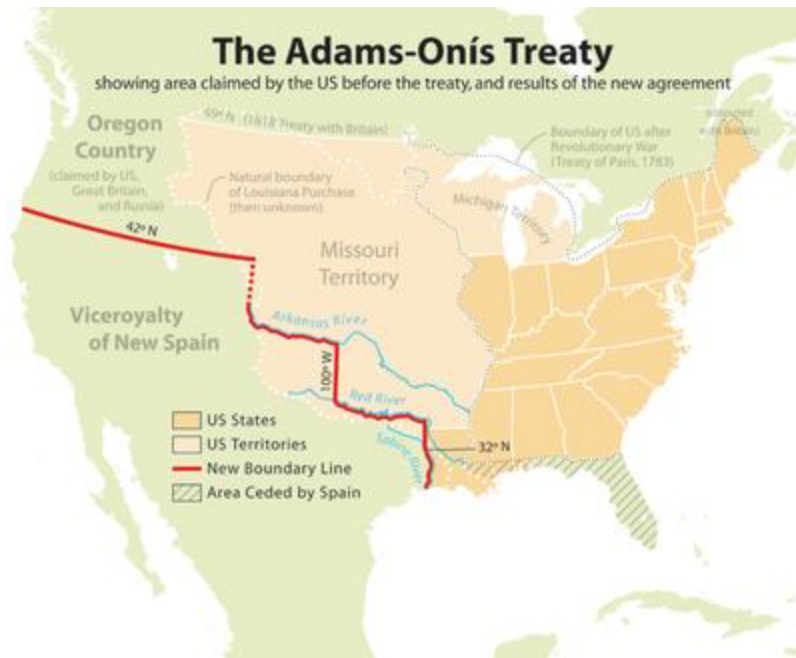 The Adams-Onís Treaty
showing area claimed by the US before the treaty, and results of the new agreement
49º N (1818 Treaty with Britain)
Oregon
Country
(claimed by US,
Great Britain,
and Russia)
Natural boundary
of Louisiana Purchase
(then unknown)
Boundary of US after
Revolutionary War
(Treaty of Paris, 1783)
with Britain)
Michigan Territory
42º N
Missouri
Territory
Viceroyalty
of New Spain
Arkansas River
100º W
Red River
Sabine River
32º N
US States
US Territories
New Boundary Line
Area Ceded by Spain